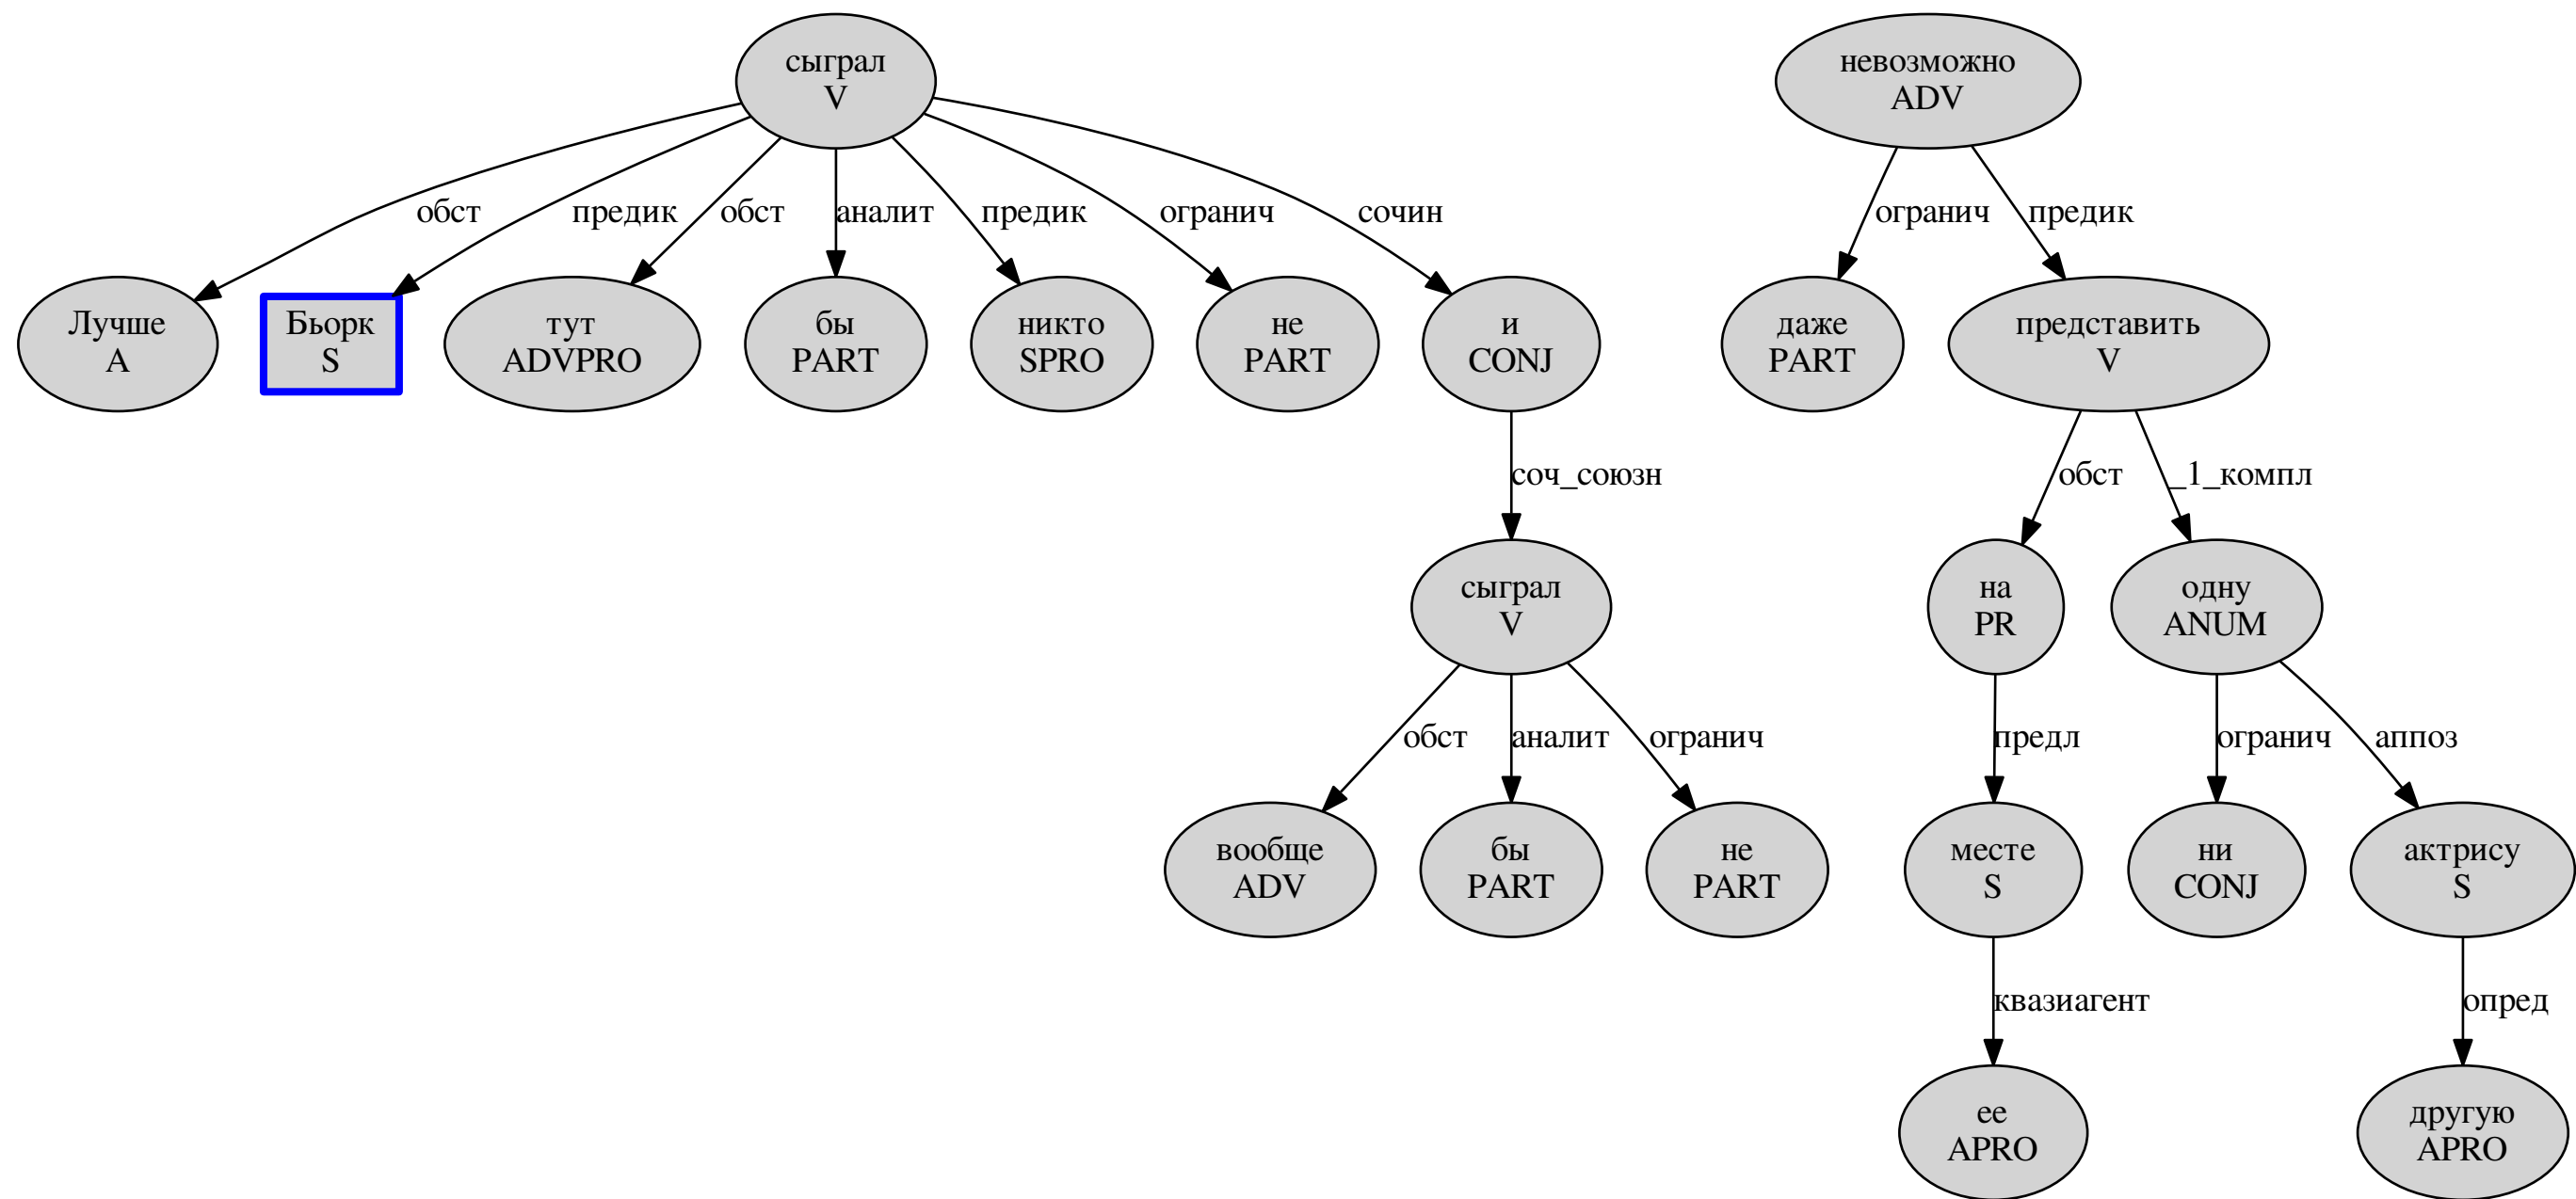 сыграл
V
невозможно
ADV
обст
предик
обст
аналит
предик
огранич
сочин
огранич
предик
Лучше
A
Бьорк
S
тут
ADVPRO
бы
PART
никто
SPRO
не
PART
и
CONJ
даже
PART
представить
V
соч_союзн
обст
_1_компл
сыграл
V
на
PR
одну
ANUM
обст
аналит
огранич
предл
огранич
аппоз
вообще
ADV
бы
PART
не
PART
месте
S
ни
CONJ
актрису
S
квазиагент
опред
ее
APRO
другую
APRO